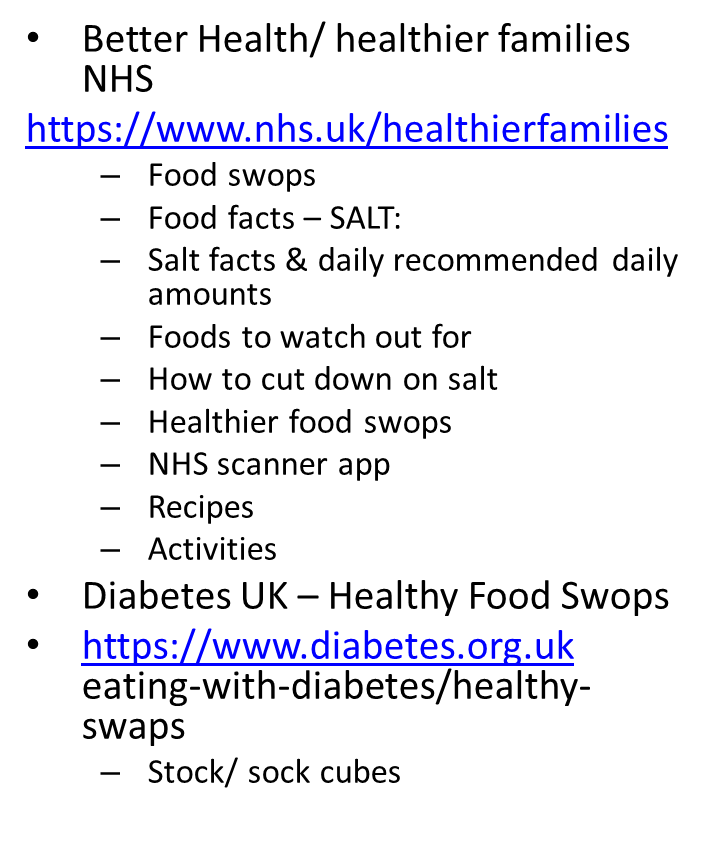 • Better Health/ healthier families
NHS
https://www.nhs.uk/healthierfamilies
– Food swops
– Food facts – SALT:
– Salt facts & daily recommended daily
amounts
– Foods to watch out for
– How to cut down on salt
– Healthier food swops
– NHS scanner app
– Recipes
– Activities
• Diabetes UK – Healthy Food Swops
• https://www.diabetes.org.uk
eating-with-diabetes/healthy-
swaps
– Stock/ sock cubes